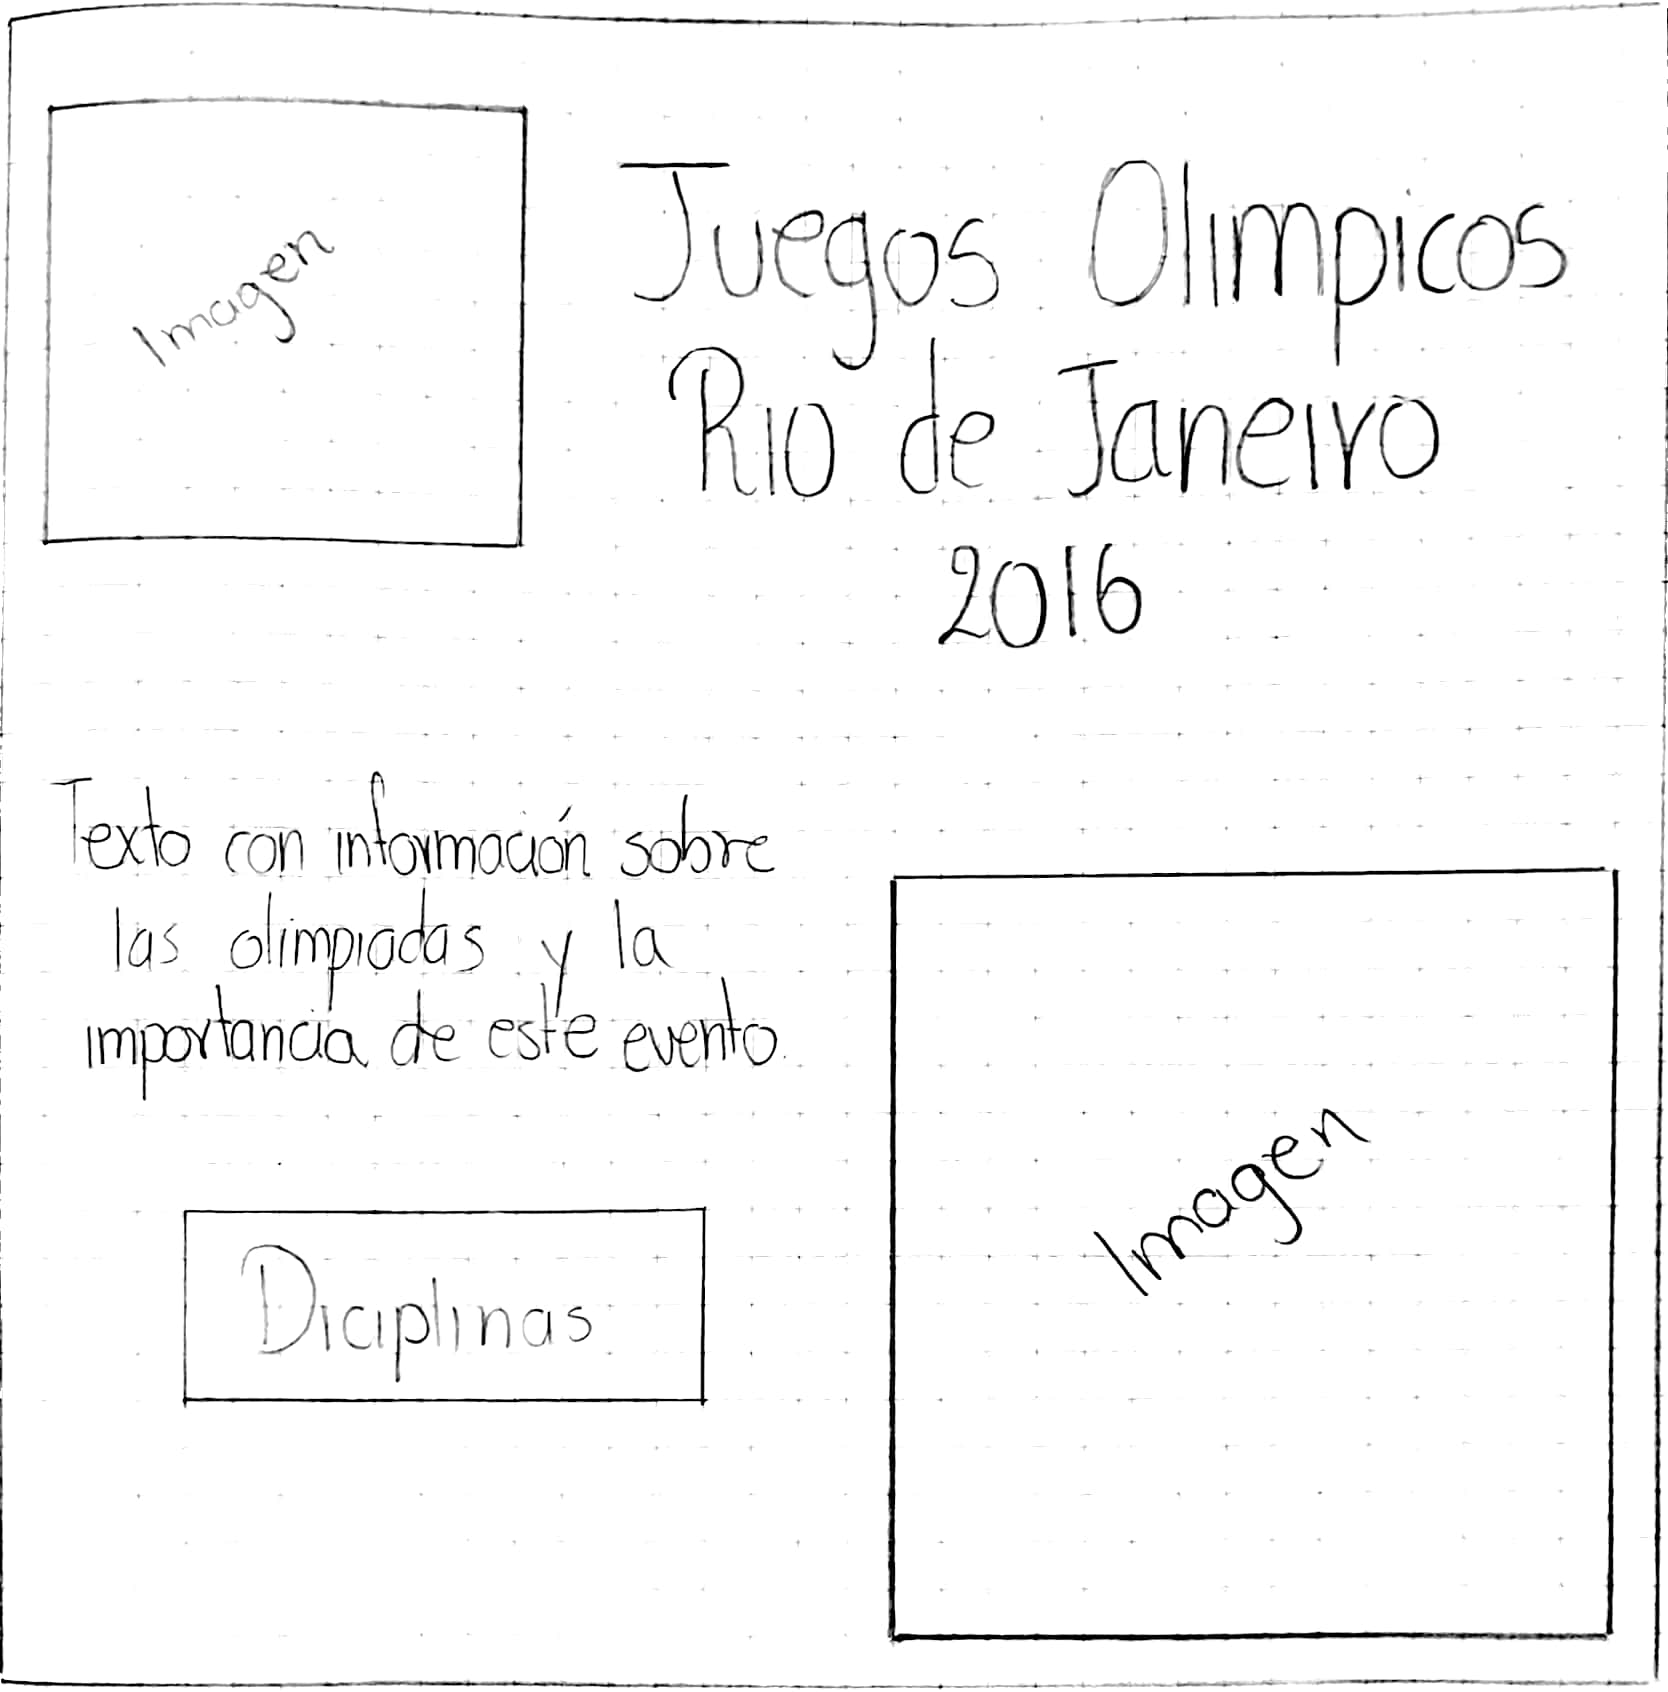 Imagen
Juegos Olimpicos
Rio de Janeiro
2016
Texto con información sobre
las olimpiadas y la
importancia de este evento.
Diciplinas
Imagen